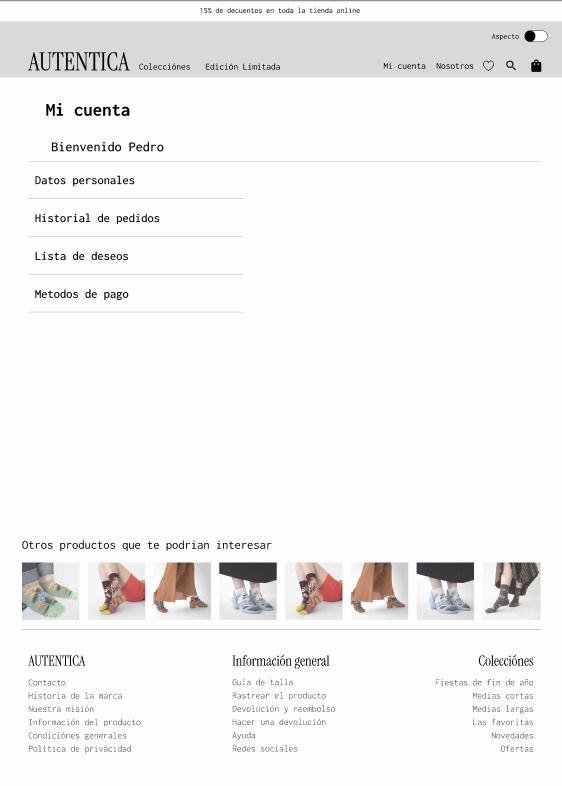 15% de decuentos en toda la tienda online
Aspecto
AUTENTICA Colecciónes Edición Limitada Mi cuenta Nosotros
Mi cuenta
Bienvenido Pedro
Datos personales
Historial de pedidos
Lista de deseos
Metodos de pago
Otros productos que te podrian interesar
AUTENTICA
Contacto
Historia de la marca
Nuestra misión
Información del producto
Condiciónes generales
Política de privacidad
Información general
Guía de talla
Rastrear el producto
Devolución y reembolso
Hacer una devolución
Ayuda
Redes sociales
Colecciónes
Fiestas de fin de año
Medias cortas
Medias largas
Las favoritas
Novedades
Ofertas